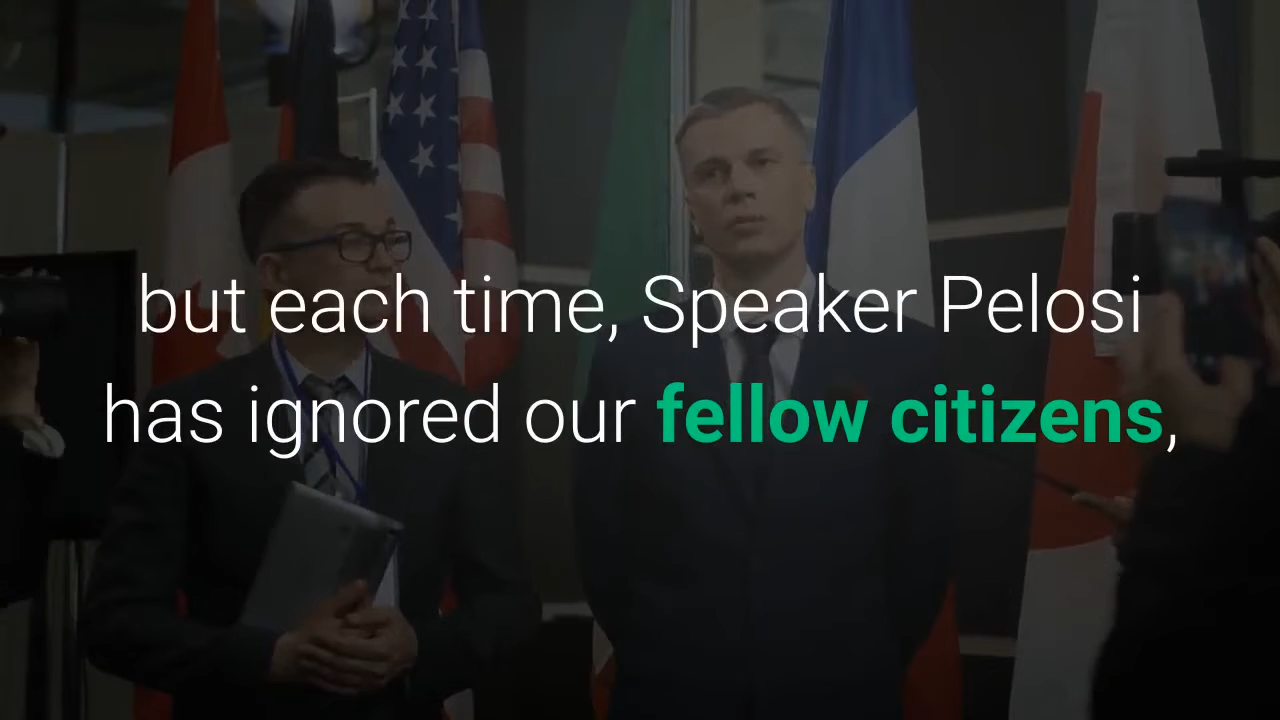 but each time, Speaker Pelosi
has ignored our fellow citizens,